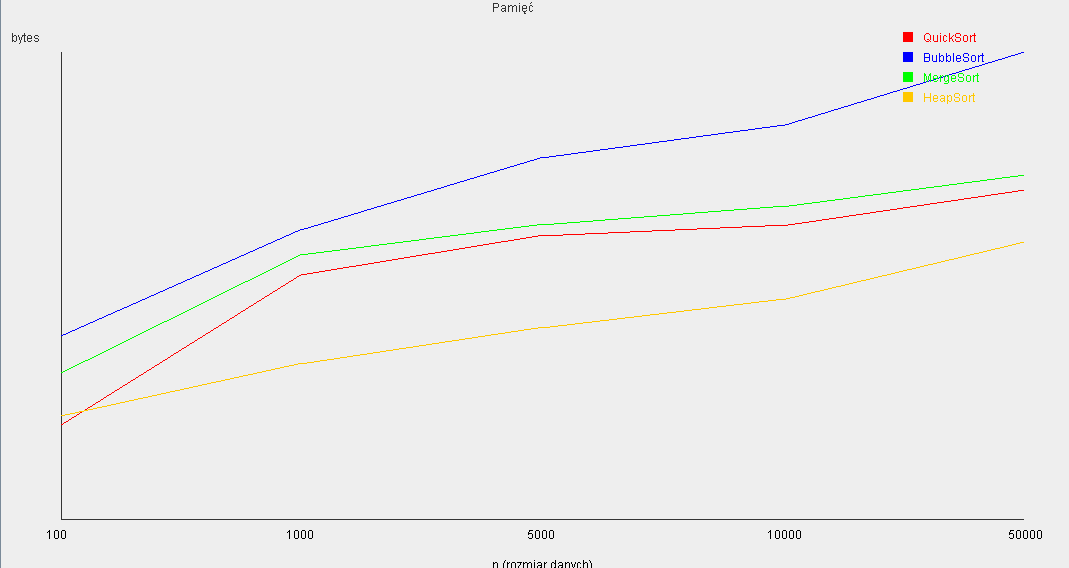 Pamięć
bytes
QuickSort
BubbleSort
MergeSort
HeapSort
100 1000 5000 10000 50000
n (rozmiar danych)